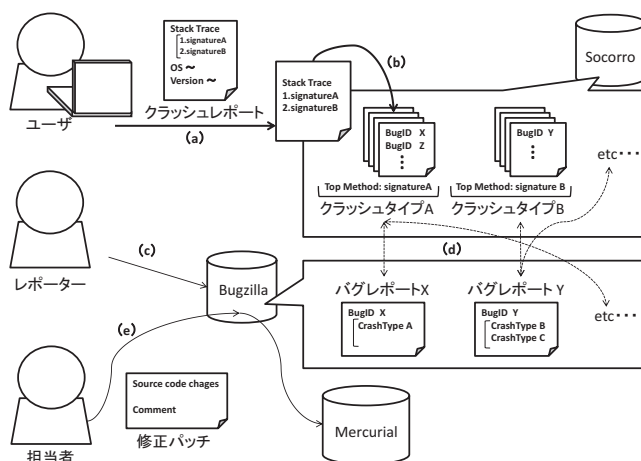 Stack Trace
1.signatureA
2.signatureB
OS ~
Version ~
クラッシュレポート
ユーザ
(a)
Stack Trace
1.signatureA
2.signatureB
(b)
Socorro
BugID X
BugID Z
⋮
BugID Y
⋮
etc・・・
Top Method: signatureA
Top Method: signature B
クラッシュタイプA
クラッシュタイプB
(c)
(d)
レポーター
Bugzilla
バグレポートX
バグレポート Y
BugID X
CrashType A
BugID Y
CrashType B
CrashType C
etc・・・
(e)
Source code chages
Comment
修正パッチ
担当者
Mercurial